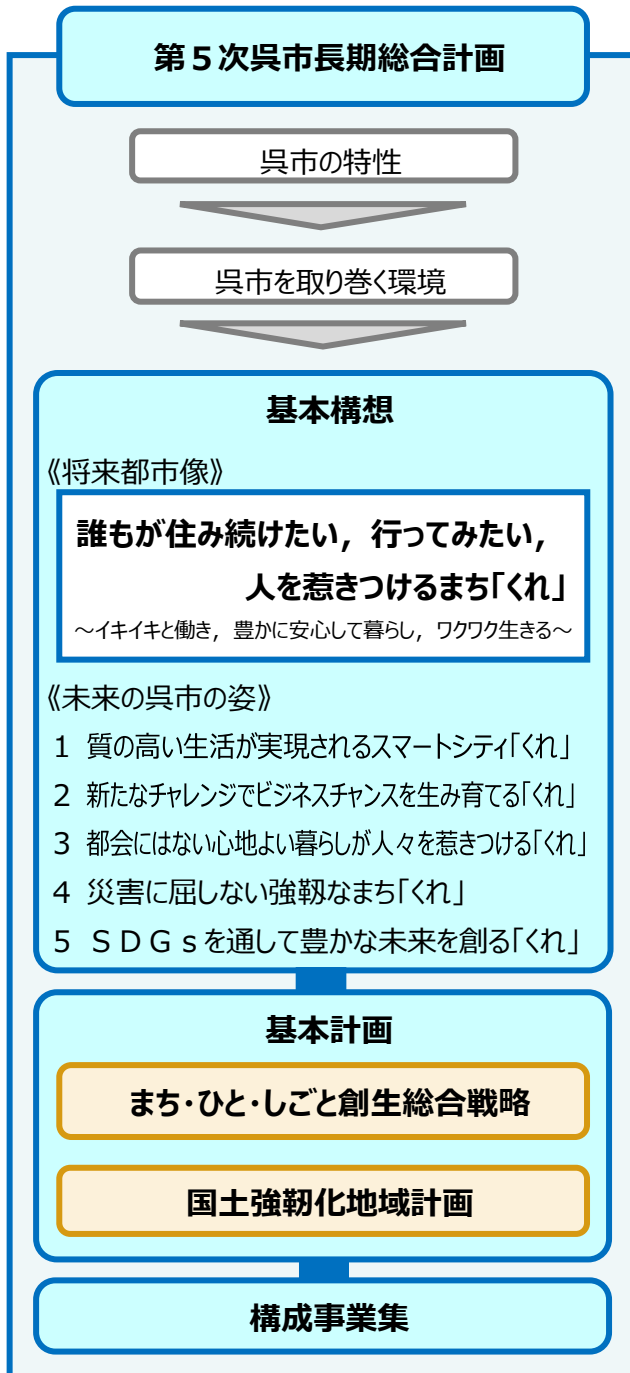 第５次呉市長期総合計画
呉市の特性
呉市を取り巻く環境
基本構想
《将来都市像》
誰もが住み続けたい，行ってみたい，
人を惹きつけるまち「くれ」
～イキイキと働き，豊かに安心して暮らし，ワクワク生きる～
《未来の呉市の姿》
１ 質の高い生活が実現されるスマートシティ「くれ」
２ 新たなチャレンジでビジネスチャンスを生み育てる「くれ」
３ 都会にはない心地よい暮らしが人々を惹きつける「くれ」
４ 災害に屈しない強靱なまち「くれ」
５ ＳＤＧｓを通して豊かな未来を創る「くれ」
基本計画
まち・ひと・しごと創生総合戦略
国土強靱化地域計画
構成事業集